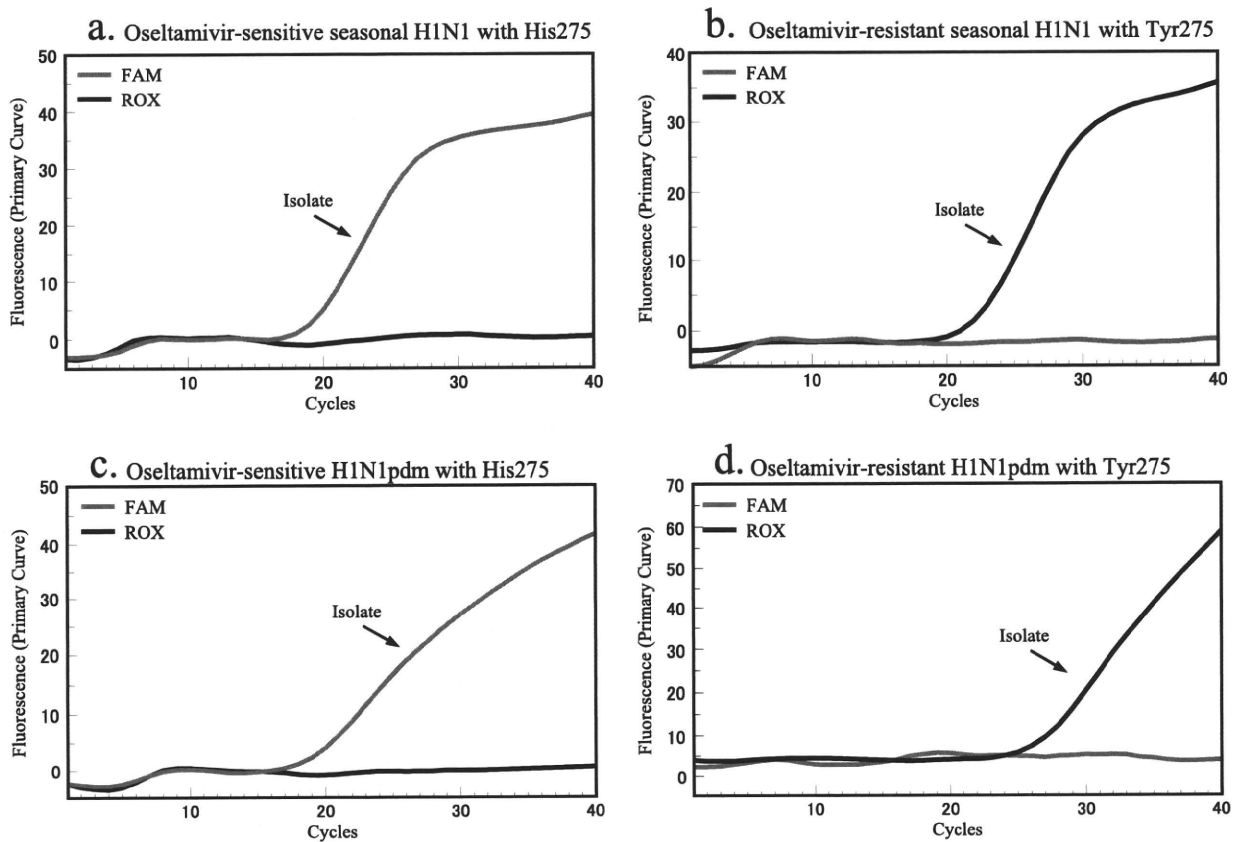 a. Oseltamivir-sensitive seasonal H1N1 with His275
50
40
30
20
10
0
Fluorescence (Primary Curve)
FAM
ROX
Isolate
10 20 30 40
Cycles
b. Oseltamivir-resistant seasonal H1N1 with Tyr275
40
30
20
10
0
Fluorescence (Primary Curve)
FAM
ROX
Isolate
10 20 30 40
Cycles
c. Oseltamivir-sensitive H1N1pdm with His275
50
40
30
20
10
0
Fluorescence (Primary Curve)
FAM
ROX
Isolate
10 20 30 40
Cycles
d. Oseltamivir-resistant H1N1pdm with Tyr275
70
60
50
40
30
20
10
0
Fluorescence (Primary Curve)
FAM
ROX
Isolate
10 20 30 40
Cycles